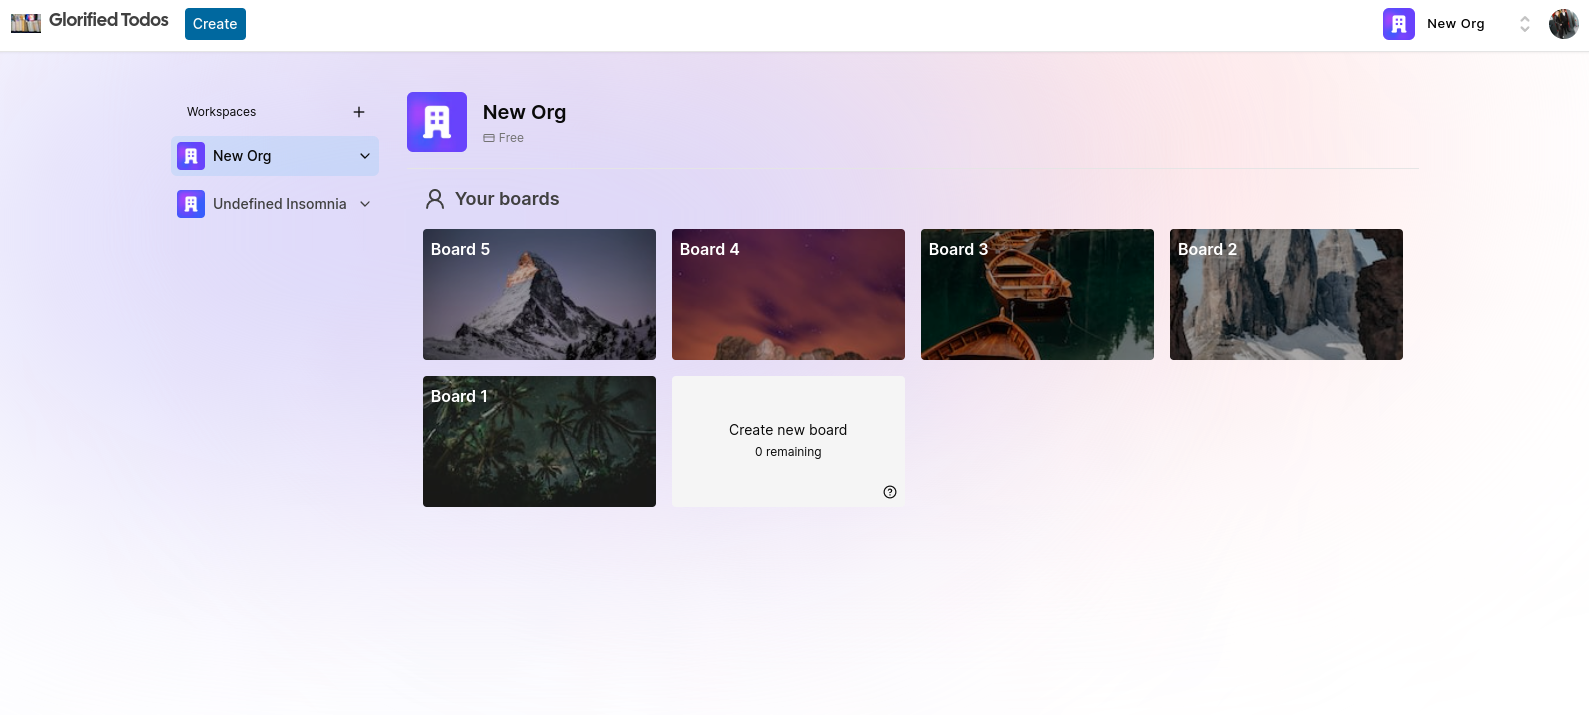 Glorified Todos
Create
New Org
Workspaces
New Org
Undefined Insomnia
New Org
Free
Your boards
Board 5
Board 4
Board 3
Board 2
Board 1
Create new board
0 remaining